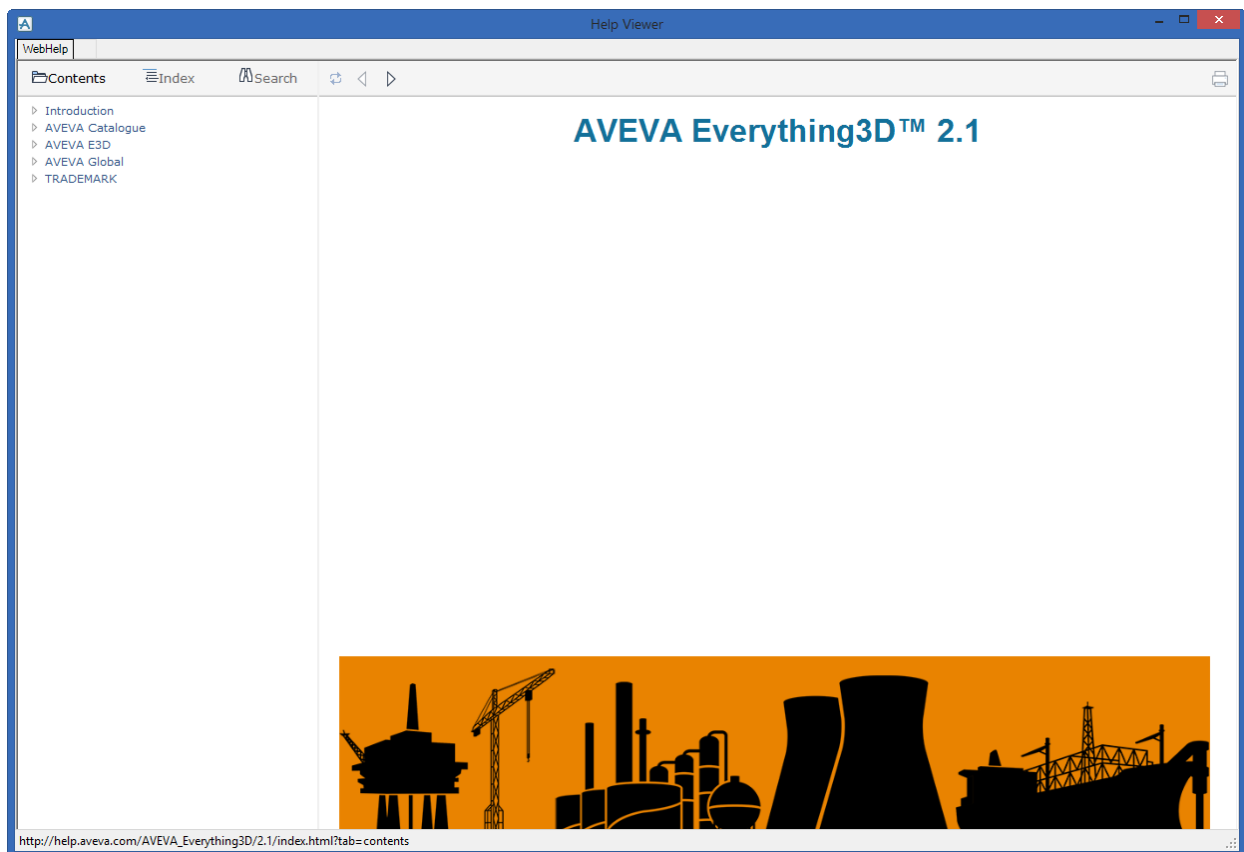 Help Viewer
WebHelp
Contents Index Search
Introduction
AVEVA Catalogue
AVEVA E3D
AVEVA Global
TRADEMARK
AVEVA Everything3D™ 2.1
http://help.aveva.com/AVEVA_Everything3D/2.1/index.html?tab=contents